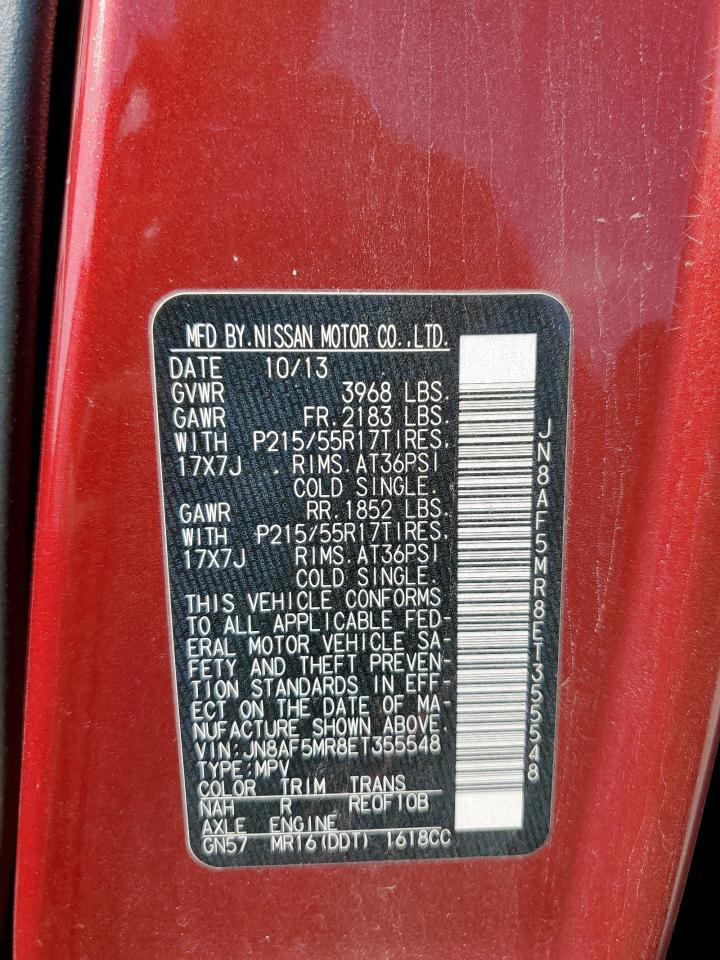 MFD BY.NISSAN MOTOR CO.,LTD.
DATE 10/13
GVWR 3968 LBS.
GAWR FR.2183 LBS.
WITH P215/55R17TIRES.
17X7J RIMS.AT36PSI
COLD SINGLE.
GAWR RR.1852 LBS.
WITH P215/55R17TIRES.
17X7J RIMS.AT36PSI
COLD SINGLE.
THIS VEHICLE CONFORMS
TO ALL APPLICABLE FED-
ERAL MOTOR VEHICLE SA-
FETY AND THEFT PREVEN-
TION STANDARDS IN EFF-
ECT ON THE DATE OF MA-
NUFACTURE SHOWN ABOVE.
VIN:JN8AF5MR8ET355548
TYPE:MPV
COLOR TRIM TRANS
NAH R REOF10B
AXLE ENGINE
GN57 MR16(DDT) 1618CC
JN8AF5MR8ET355548